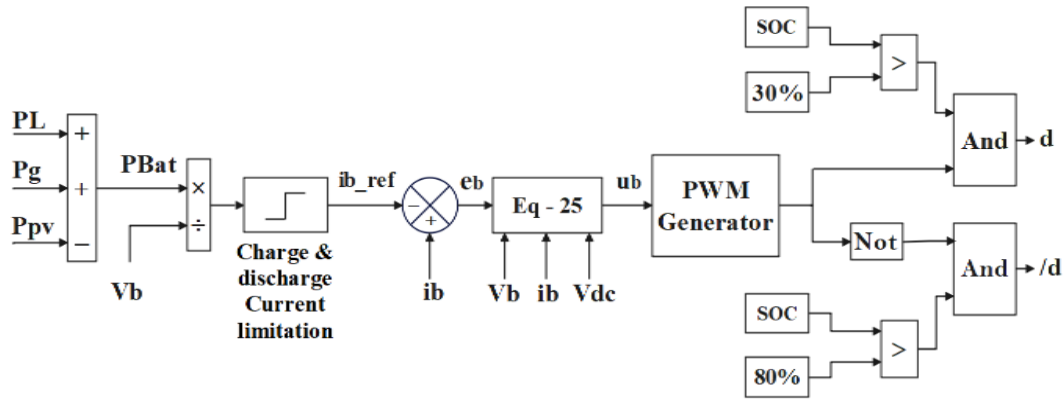 PL
+
Pg
+
Ppv
−
PBat
Vb
×
÷
Charge &
discharge
Current
limitation
ib_ref
−
+
ib
eb
Eq - 25
Vb
ib
Vdc
ub
PWM
Generator
SOC
30%
>
And
d
Not
And
/d
SOC
80%
>